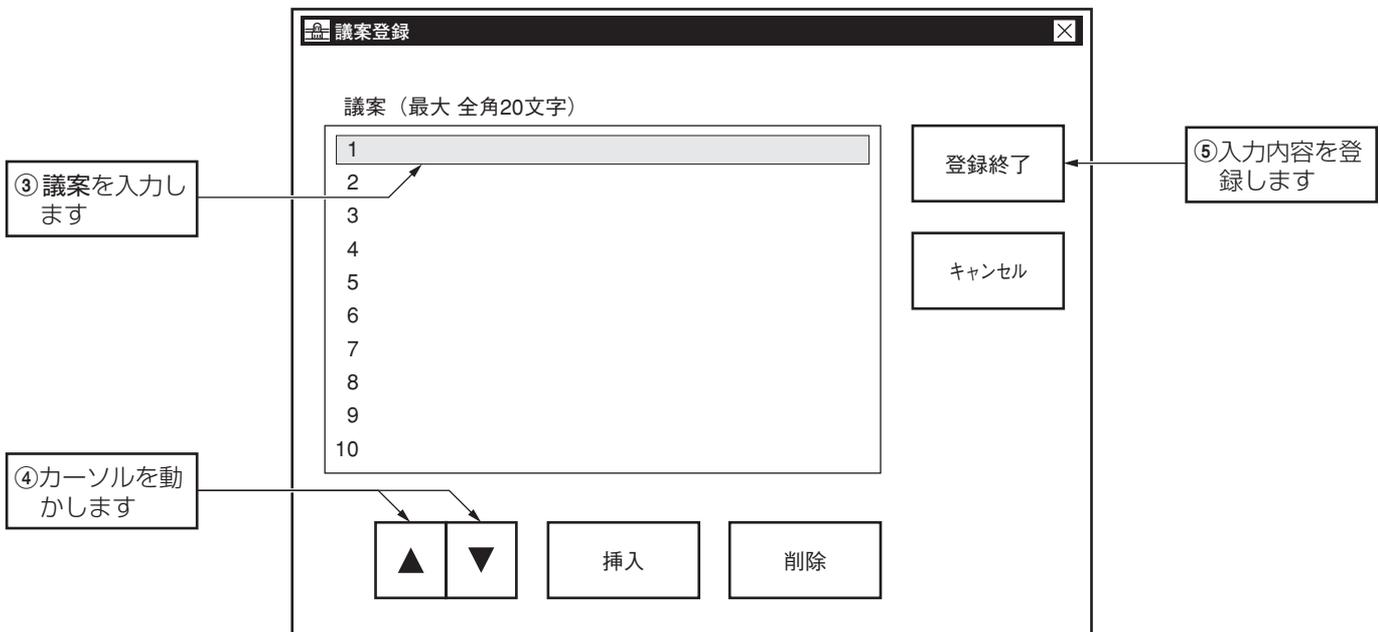 議案登録
議案（最大 全角20文字）
1
2
3
4
5
6
7
8
9
10
登録終了
キャンセル
▲ ▼ 挿入 削除
③議案を入力し
ます
④カーソルを動
かします
⑤入力内容を登
録します